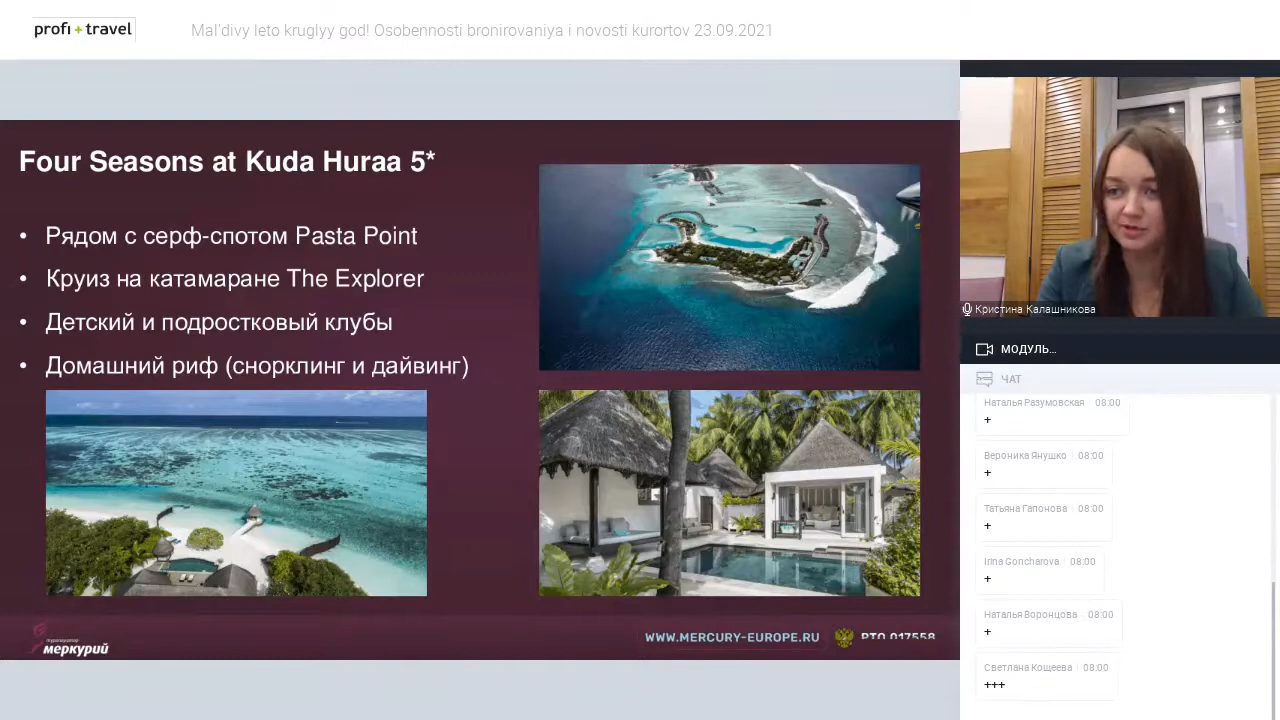 profi + travel
Mal'divy leto kruglyy god! Osobennosti bronirovaniya i novosti kurortov 23.09.2021
Four Seasons at Kuda Huraa 5*
• Рядом с серф-спотом Pasta Point
• Круиз на катамаране The Explorer
• Детский и подростковый клубы
• Домашний риф (снорклинг и дайвинг)
туроператор
меркурий
WWW.MERCURY-EUROPE.RU
РТО 017558
Кристина Калашникова
МОДУЛЬ...
ЧАТ
Наталья Разумовская 08:00
+
Вероника Янушко 08:00
+
Татьяна Гапонова 08:00
+
Irina Goncharova 08:00
+
Наталья Воронцова 08:00
+
Светлана Кощеева 08:00
+++